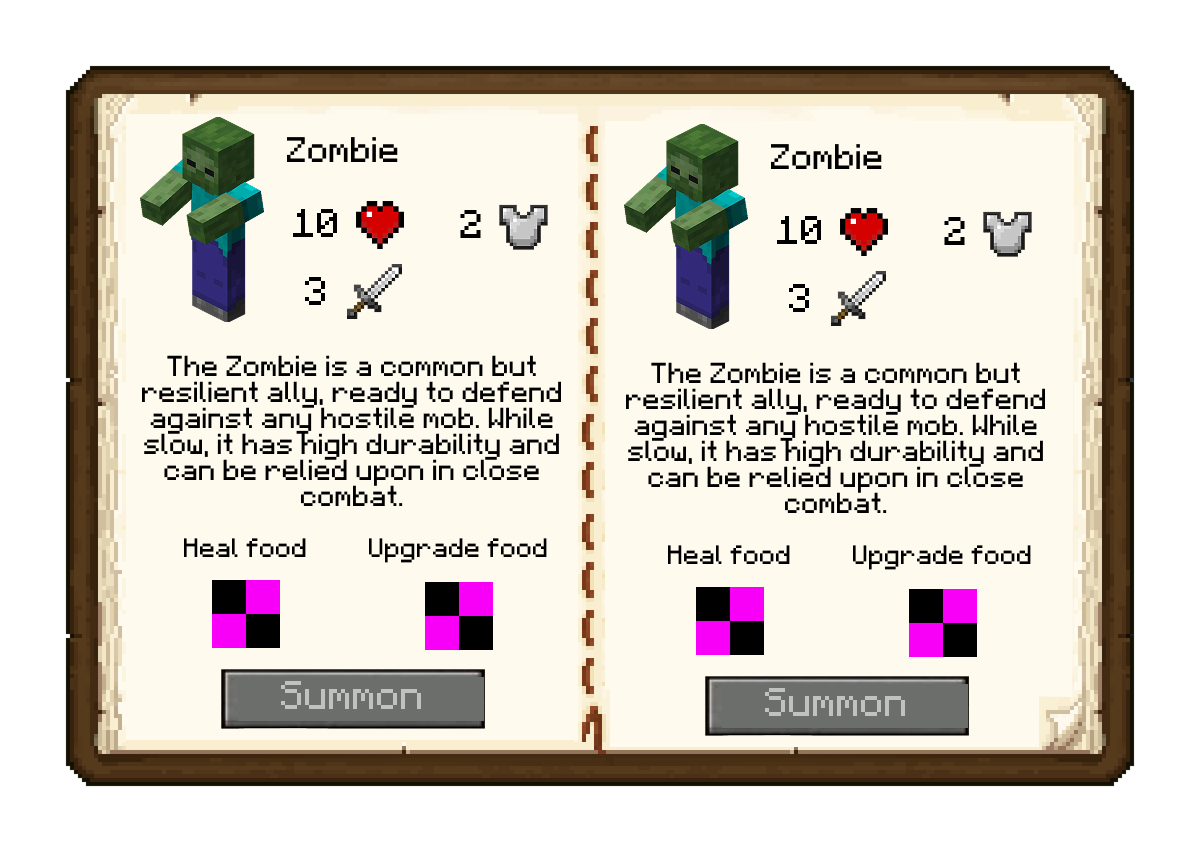 Zombie
10
2
3
The Zombie is a common but
resilient ally, ready to defend
against any hostile mob. While
slow, it has high durability and
can be relied upon in close
combat.
Heal food
Upgrade food
Summon
Zombie
10
2
3
The Zombie is a common but
resilient ally, ready to defend
against any hostile mob. While
slow, it has high durability and
can be relied upon in close
combat.
Heal food
Upgrade food
Summon